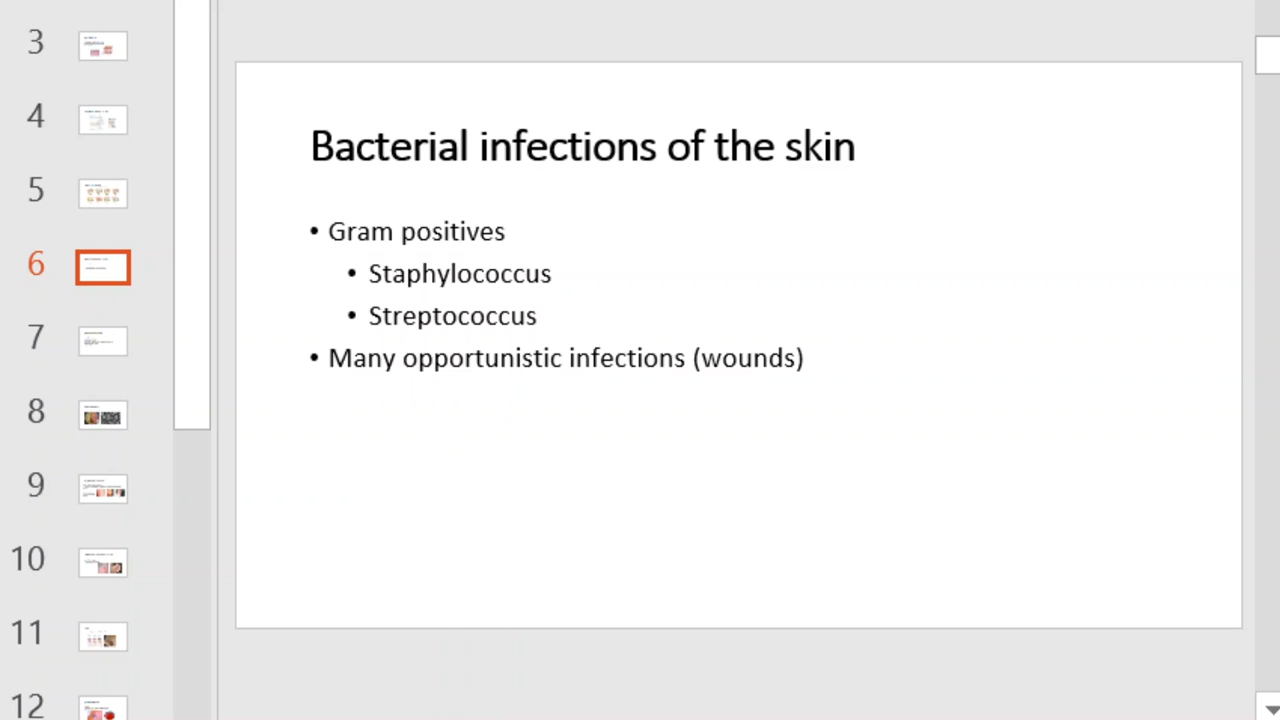 3
4
5
6
7
8
9
10
11
12
Bacterial infections of the skin
• Gram positives
• Staphylococcus
• Streptococcus
• Many opportunistic infections (wounds)